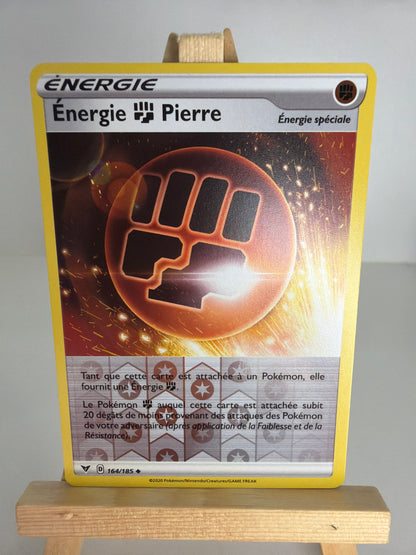 ÉNERGIE
Énergie Pierre
Énergie spéciale
Tant que cette carte est attachée à un Pokémon, elle
fournit une Énergie .
Le Pokémon auquel cette carte est attachée subit
20 dégâts de moins provenant des attaques des Pokémon
de votre adversaire (après application de la Faiblesse et de la
Résistance).
D 164/185
©2020 Pokémon/Nintendo/Creatures/GAME FREAK